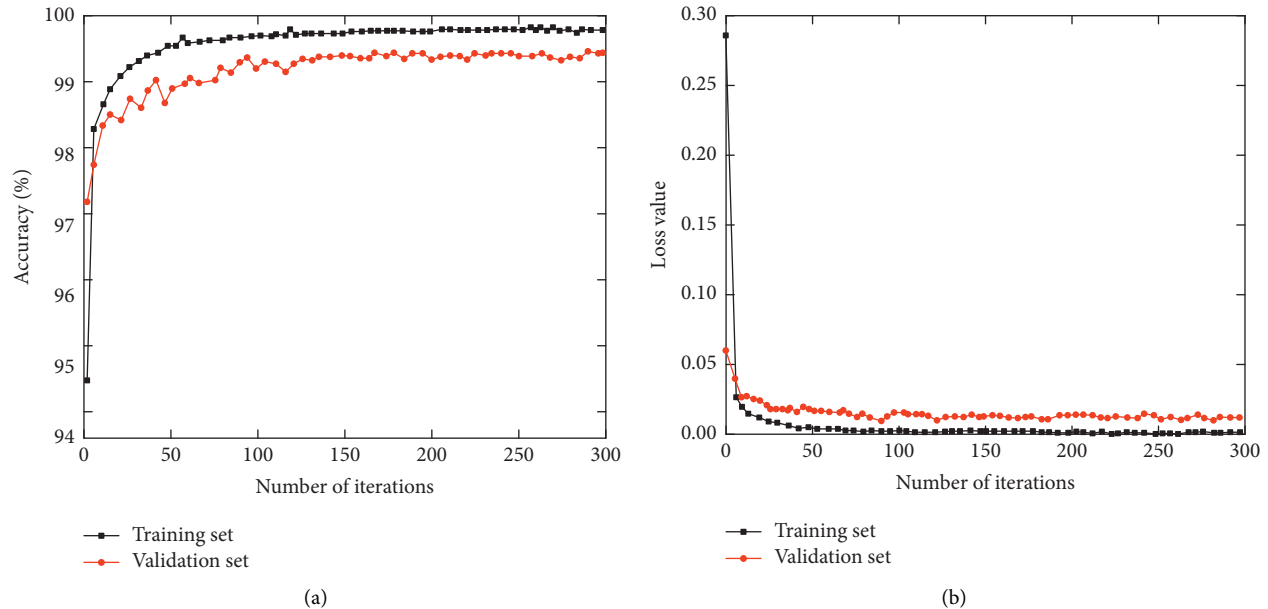 100
99
98
97
96
95
94
Accuracy (%)
0 50 100 150 200 250 300
Number of iterations
Training set
Validation set
(a)
0.30
0.25
0.20
0.15
0.10
0.05
0.00
Loss value
0 50 100 150 200 250 300
Number of iterations
Training set
Validation set
(b)